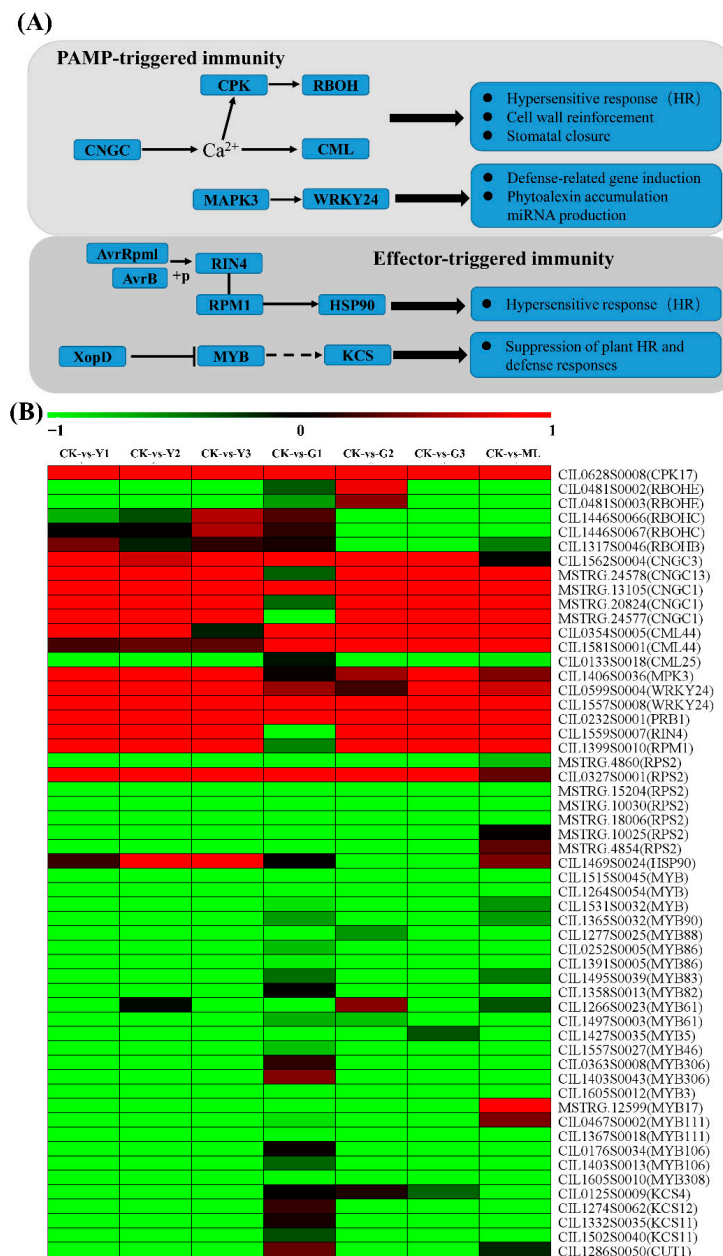 (A)
PAMP-triggered immunity
CPK
RBOH
CNGC
Ca2+
CML
MAPK3
WRKY24
● Hypersensitive response（HR）
● Cell wall reinforcement
● Stomatal closure
● Defense-related gene induction
● Phytoalexin accumulation
miRNA production
Effector-triggered immunity
AvrRpml
AvrB
+p
RIN4
RPM1
HSP90
● Hypersensitive response（HR）
XopD
MYB
KCS
● Suppression of plant HR and
defense responses
(B)
−1 0 1
CK-vs-Y1 CK-vs-Y2 CK-vs-Y3 CK-vs-G1 CK-vs-G2 CK-vs-G3 CK-vs-ML
CIL0628S0008(CPK17)
CIL0481S0002(RBOHE)
CIL0481S0003(RBOHE)
CIL1446S0066(RBOHC)
CIL1446S0067(RBOHC)
CIL1317S0046(RBOHB)
CIL1562S0004(CNGC3)
MSTRG.24578(CNGC13)
MSTRG.13105(CNGC1)
MSTRG.20824(CNGC1)
MSTRG.24577(CNGC1)
CIL0354S0005(CML44)
CIL1581S0001(CML44)
CIL0133S0018(CML25)
CIL1406S0036(MPK3)
CIL0599S0004(WRKY24)
CIL1557S0008(WRKY24)
CIL0232S0001(PRB1)
CIL1559S0007(RIN4)
CIL1399S0010(RPM1)
MSTRG.4860(RPS2)
CIL0327S0001(RPS2)
MSTRG.15204(RPS2)
MSTRG.10030(RPS2)
MSTRG.18006(RPS2)
MSTRG.10025(RPS2)
MSTRG.4854(RPS2)
CIL1469S0024(HSP90)
CIL1515S0045(MYB)
CIL1264S0054(MYB)
CIL1531S0032(MYB)
CIL1365S0032(MYB90)
CIL1277S0025(MYB88)
CIL0252S0005(MYB86)
CIL1391S0005(MYB86)
CIL1495S0039(MYB83)
CIL1358S0013(MYB82)
CIL1266S0023(MYB61)
CIL1497S0003(MYB61)
CIL1427S0035(MYB5)
CIL1557S0027(MYB46)
CIL0363S0008(MYB306)
CIL1403S0043(MYB306)
CIL1605S0012(MYB3)
MSTRG.12599(MYB17)
CIL0467S0002(MYB111)
CIL1367S0018(MYB111)
CIL0176S0034(MYB106)
CIL1403S0013(MYB106)
CIL1605S0010(MYB308)
CIL0125S0009(KCS4)
CIL1274S0062(KCS12)
CIL1332S0035(KCS11)
CIL1502S0040(KCS11)
CIL1286S0050(CUT1)